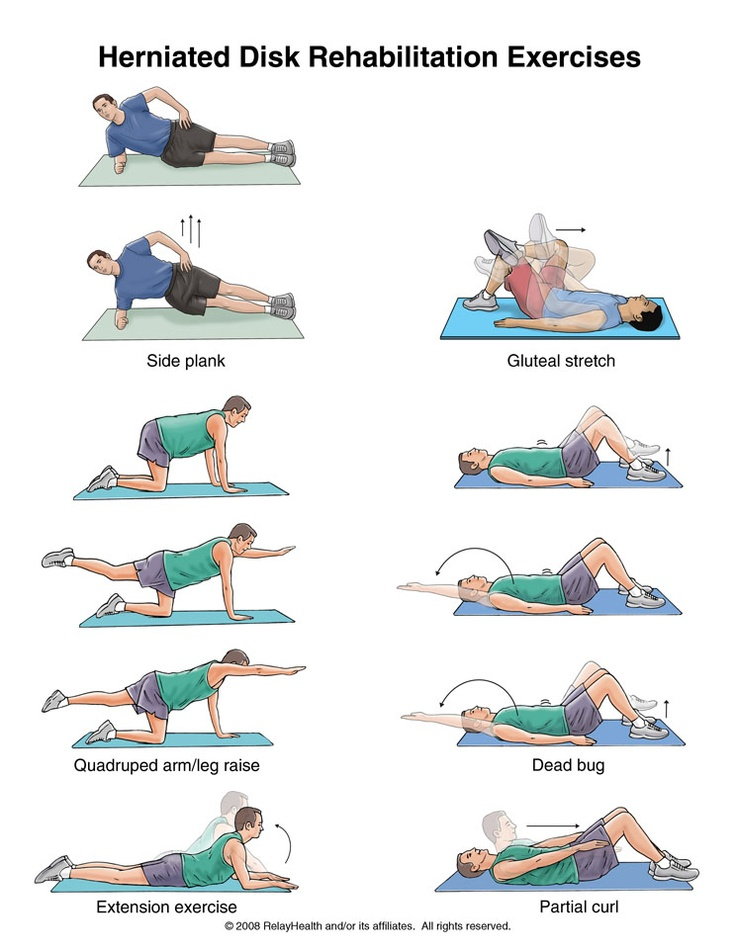 Herniated Disk Rehabilitation Exercises
Side plank
Gluteal stretch
Quadruped arm/leg raise
Dead bug
Extension exercise
Partial curl
© 2008 RelayHealth and/or its affiliates. All rights reserved.